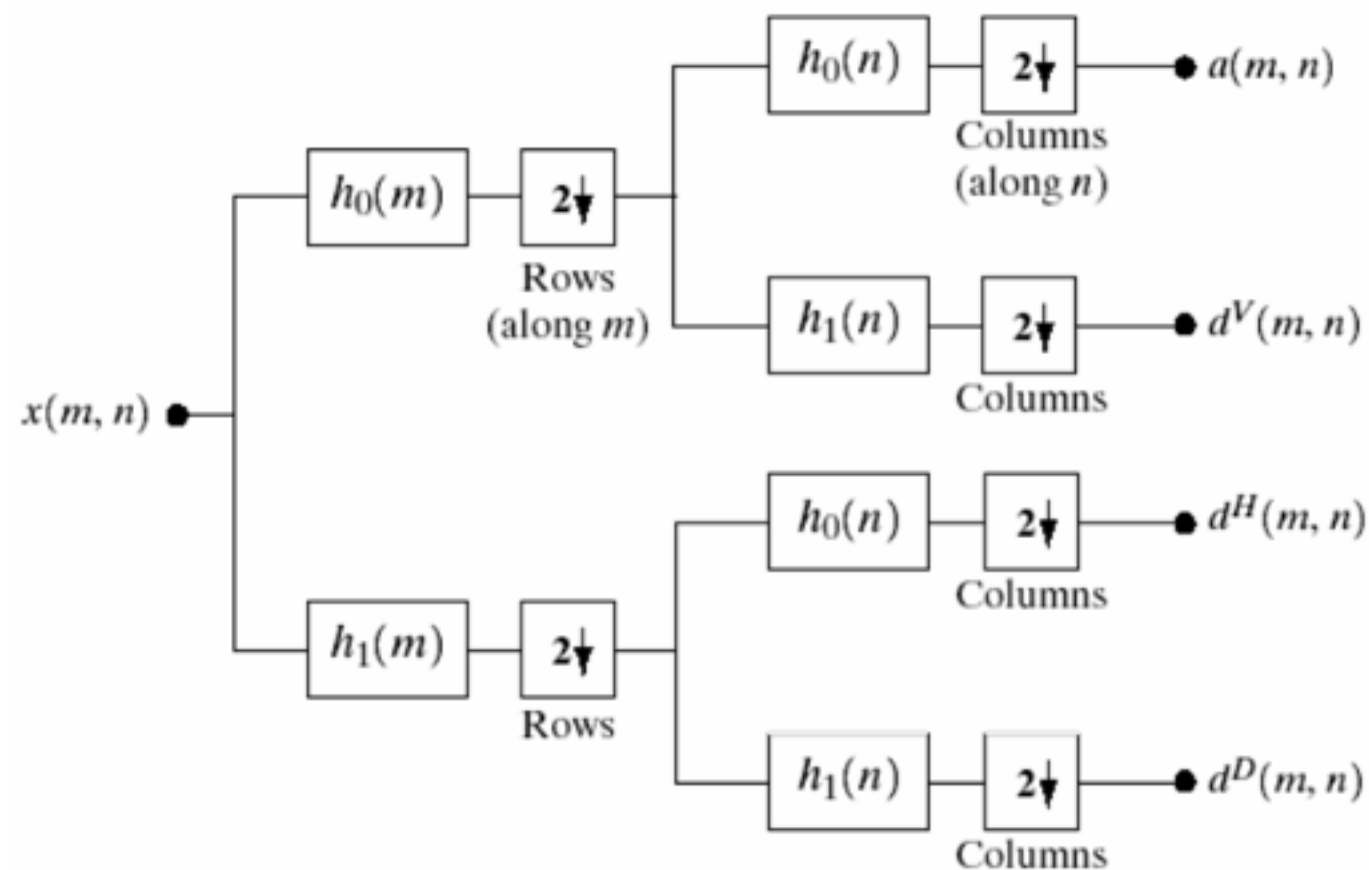 h₀(n)
2↓
a(m, n)
Columns
(along n)
h₀(m)
2↓
Rows
(along m)
h₁(n)
2↓
dⱽ(m, n)
Columns
x(m, n)
h₀(n)
2↓
dᴴ(m, n)
Columns
h₁(m)
2↓
Rows
h₁(n)
2↓
dᴰ(m, n)
Columns